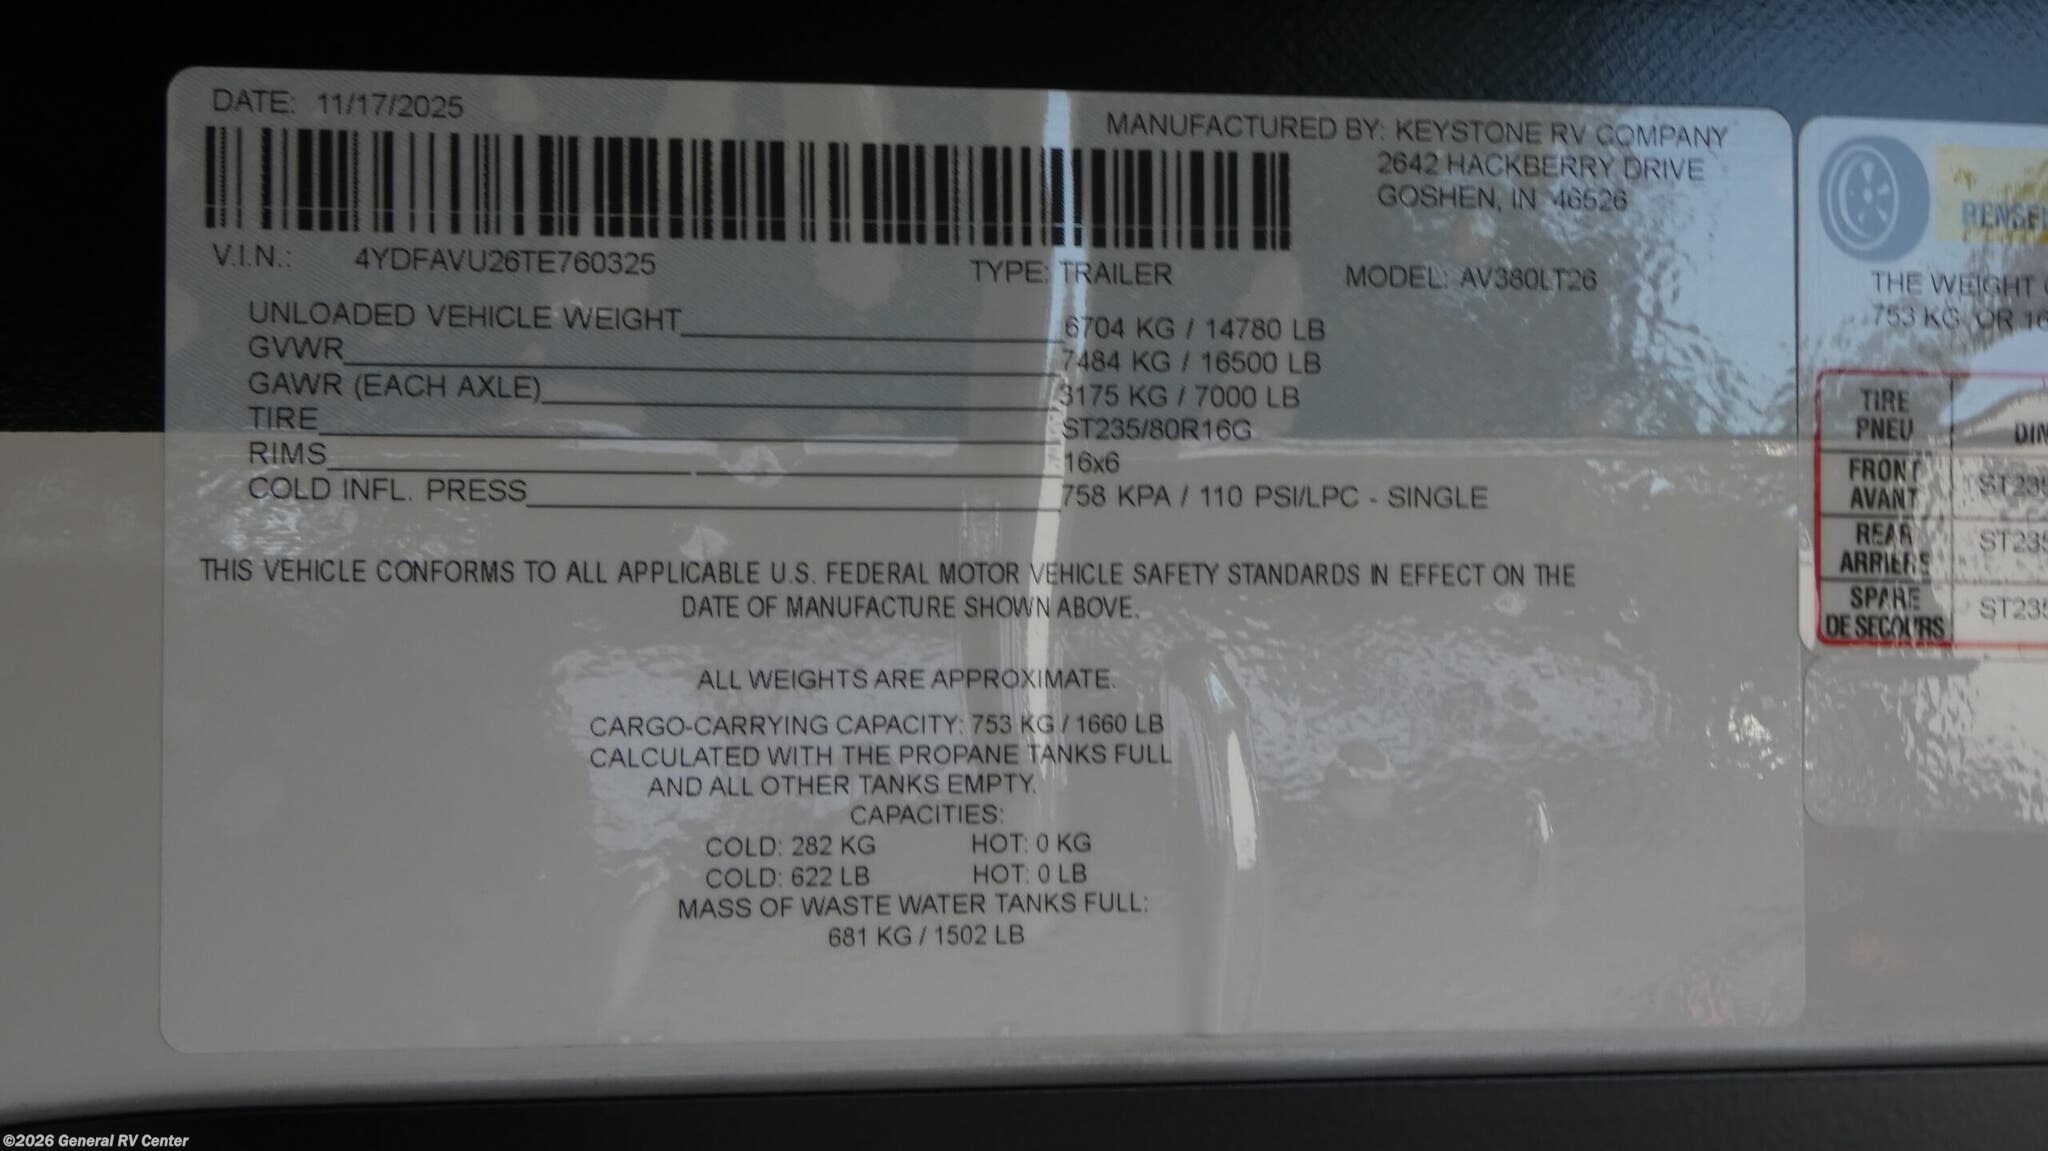 DATE: 11/17/2025
MANUFACTURED BY: KEYSTONE RV COMPANY
2642 HACKBERRY DRIVE
GOSHEN, IN 46526
V.I.N.: 4YDFAVU26TE760325 TYPE: TRAILER MODEL: AV380LT26
UNLOADED VEHICLE WEIGHT 6704 KG / 14780 LB
GVWR 7484 KG / 16500 LB
GAWR (EACH AXLE) 3175 KG / 7000 LB
TIRE ST235/80R16G
RIMS 16x6
COLD INFL. PRESS 758 KPA / 110 PSI/LPC - SINGLE
THIS VEHICLE CONFORMS TO ALL APPLICABLE U.S. FEDERAL MOTOR VEHICLE SAFETY STANDARDS IN EFFECT ON THE
DATE OF MANUFACTURE SHOWN ABOVE.
ALL WEIGHTS ARE APPROXIMATE.
CARGO-CARRYING CAPACITY: 753 KG / 1660 LB
CALCULATED WITH THE PROPANE TANKS FULL
AND ALL OTHER TANKS EMPTY.
CAPACITIES:
COLD: 282 KG HOT: 0 KG
COLD: 622 LB HOT: 0 LB
MASS OF WASTE WATER TANKS FULL:
681 KG / 1502 LB
THE WEIGHT
753 KG OR
TIRE
PNEU
FRONT
AVANT
REAR
ARRIERE
SPARE
DE SECOURS
©2026 General RV Center